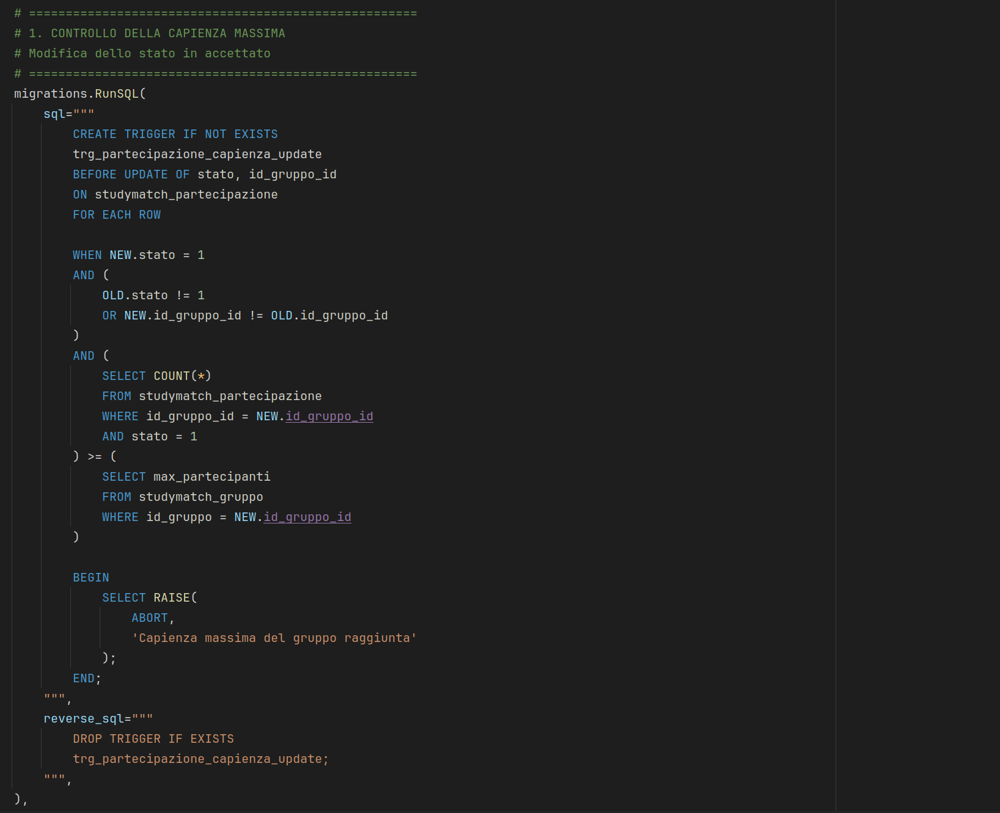 # =====================================================
# 1. CONTROLLO DELLA CAPIENZA MASSIMA
# Modifica dello stato in accettato
# =====================================================
migrations.RunSQL(
    sql="""
        CREATE TRIGGER IF NOT EXISTS
        trg_partecipazione_capienza_update
        BEFORE UPDATE OF stato, id_gruppo_id
        ON studymatch_partecipazione
        FOR EACH ROW

        WHEN NEW.stato = 1
        AND (
            OLD.stato != 1
            OR NEW.id_gruppo_id != OLD.id_gruppo_id
        )
        AND (
            SELECT COUNT(*)
            FROM studymatch_partecipazione
            WHERE id_gruppo_id = NEW.id_gruppo_id
            AND stato = 1
        ) >= (
            SELECT max_partecipanti
            FROM studymatch_gruppo
            WHERE id_gruppo = NEW.id_gruppo_id
        )

        BEGIN
            SELECT RAISE(
                ABORT,
                'Capienza massima del gruppo raggiunta'
            );
        END;
    """,
    reverse_sql="""
        DROP TRIGGER IF EXISTS
        trg_partecipazione_capienza_update;
    """,
),